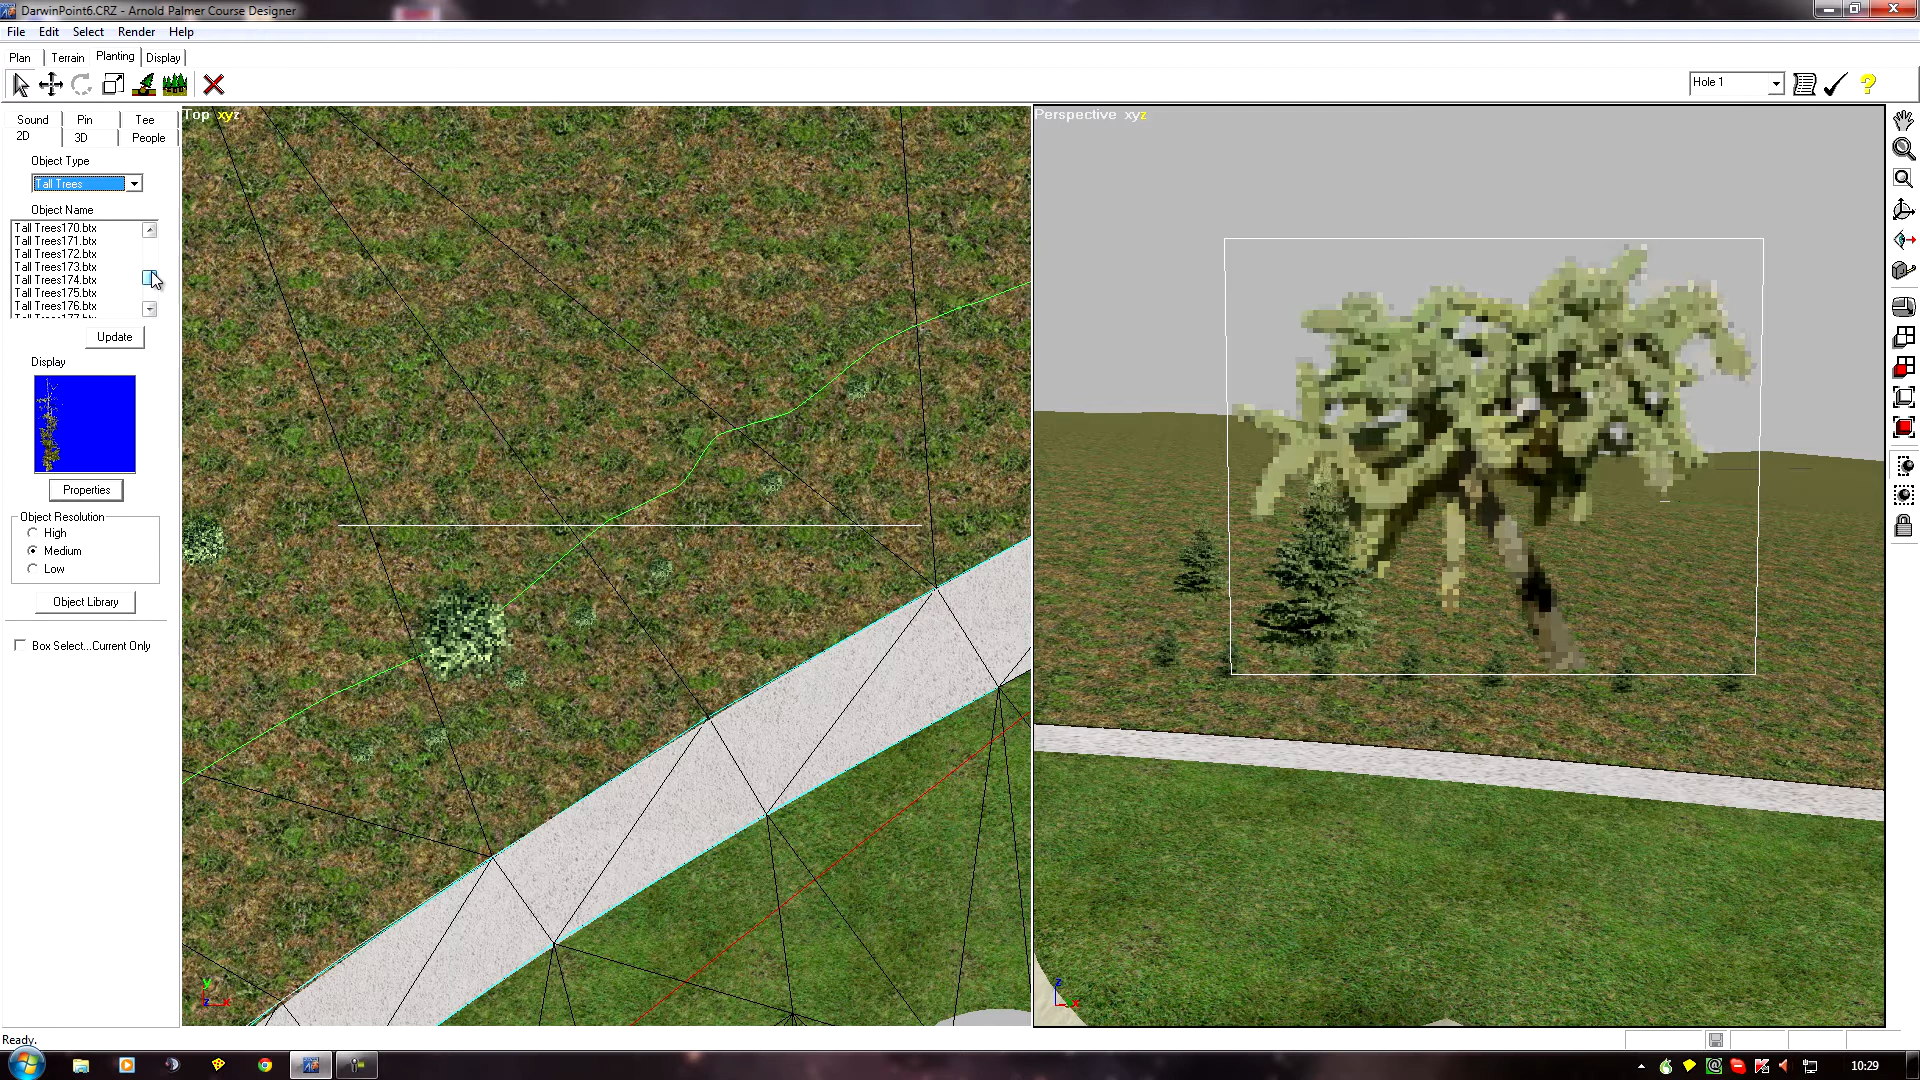 DarwinPoint6.CRZ - Arnold Palmer Course Designer
File Edit Select Render Help
Plan Terrain Planting Display
Hole 1
Sound Pin Tee
2D 3D People
Object Type
Tall Trees
Object Name
Tall Trees170.btx
Tall Trees171.btx
Tall Trees172.btx
Tall Trees173.btx
Tall Trees174.btx
Tall Trees175.btx
Tall Trees176.btx
Tall Trees177.btx
Update
Display
Properties
Object Resolution
High
Medium
Low
Object Library
Box Select...Current Only
Top xyz
Perspective xyz
y
z x
z
x
Ready.
10:29